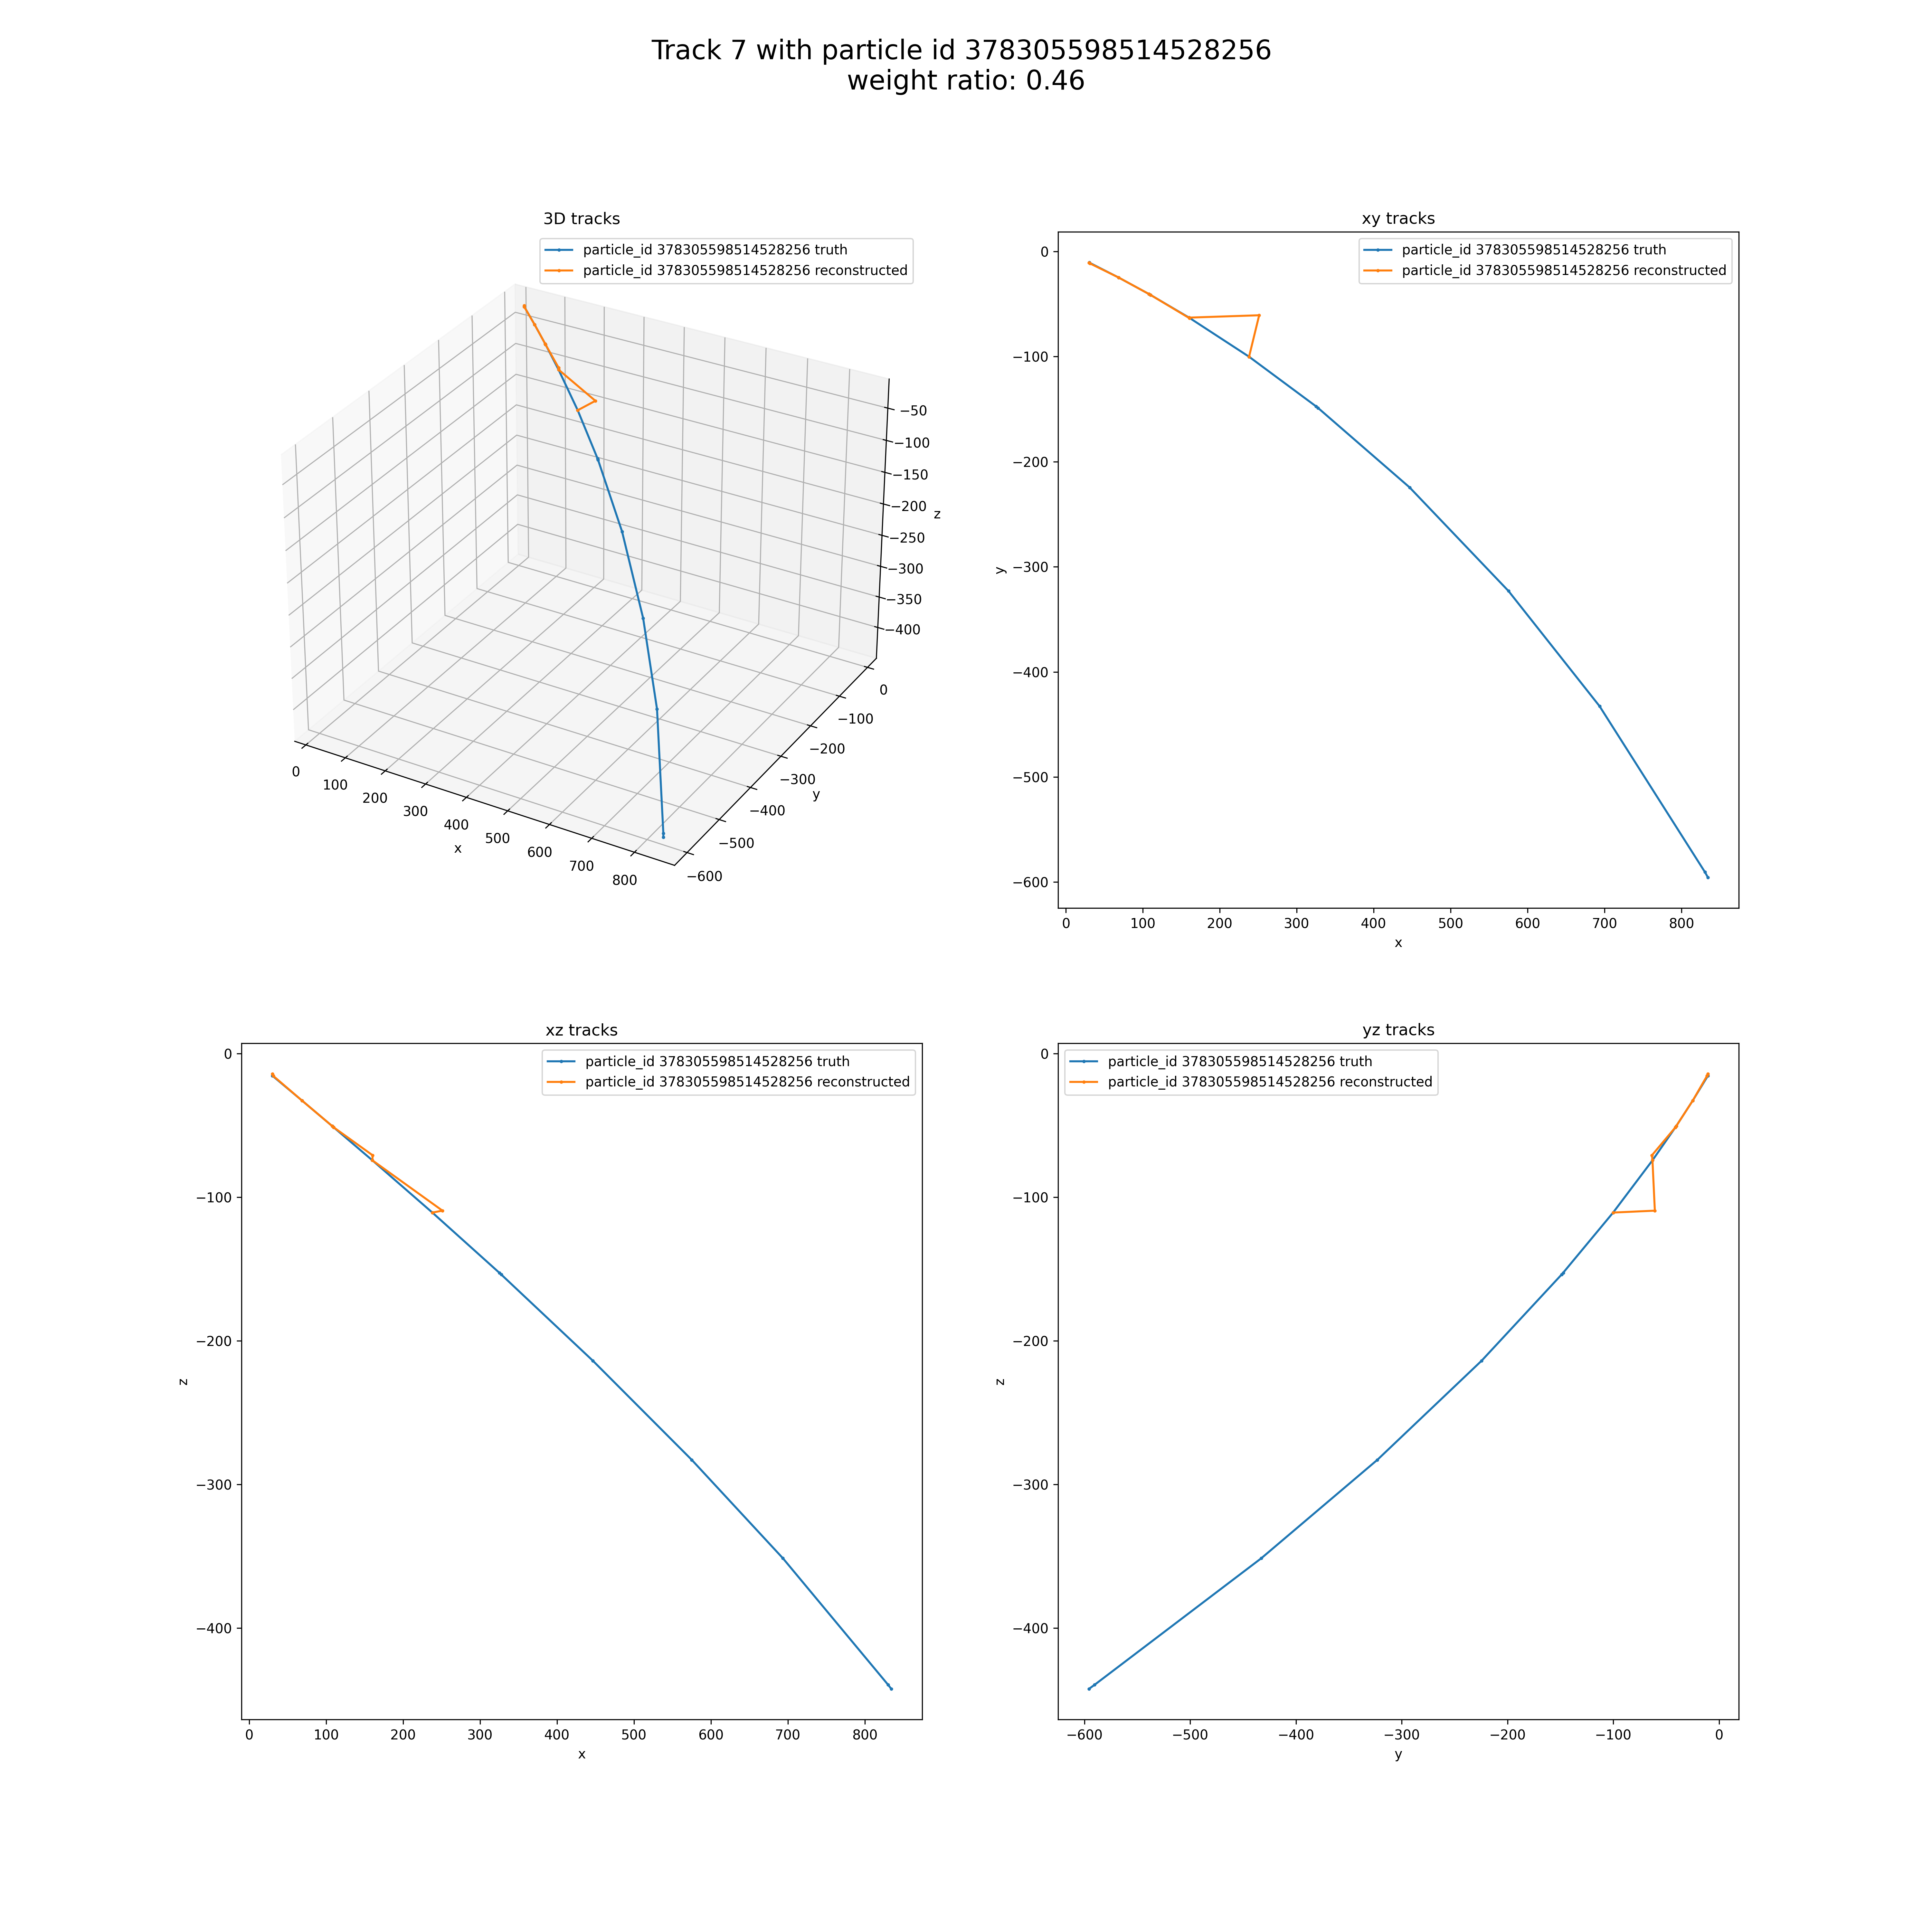 Track 7 with particle id 378305598514528256
weight ratio: 0.46
3D tracks
particle_id 378305598514528256 truth
particle_id 378305598514528256 reconstructed
−50
−100
−150
−200
−250
−300
−350
−400
z
0
−100
−200
−300
−400
−500
−600
y
0
100
200
300
400
500
600
700
800
x
xy tracks
particle_id 378305598514528256 truth
particle_id 378305598514528256 reconstructed
0
−100
−200
−300
−400
−500
−600
y
0 100 200 300 400 500 600 700 800
x
xz tracks
particle_id 378305598514528256 truth
particle_id 378305598514528256 reconstructed
0
−100
−200
−300
−400
z
0 100 200 300 400 500 600 700 800
x
yz tracks
particle_id 378305598514528256 truth
particle_id 378305598514528256 reconstructed
0
−100
−200
−300
−400
z
−600 −500 −400 −300 −200 −100 0
y